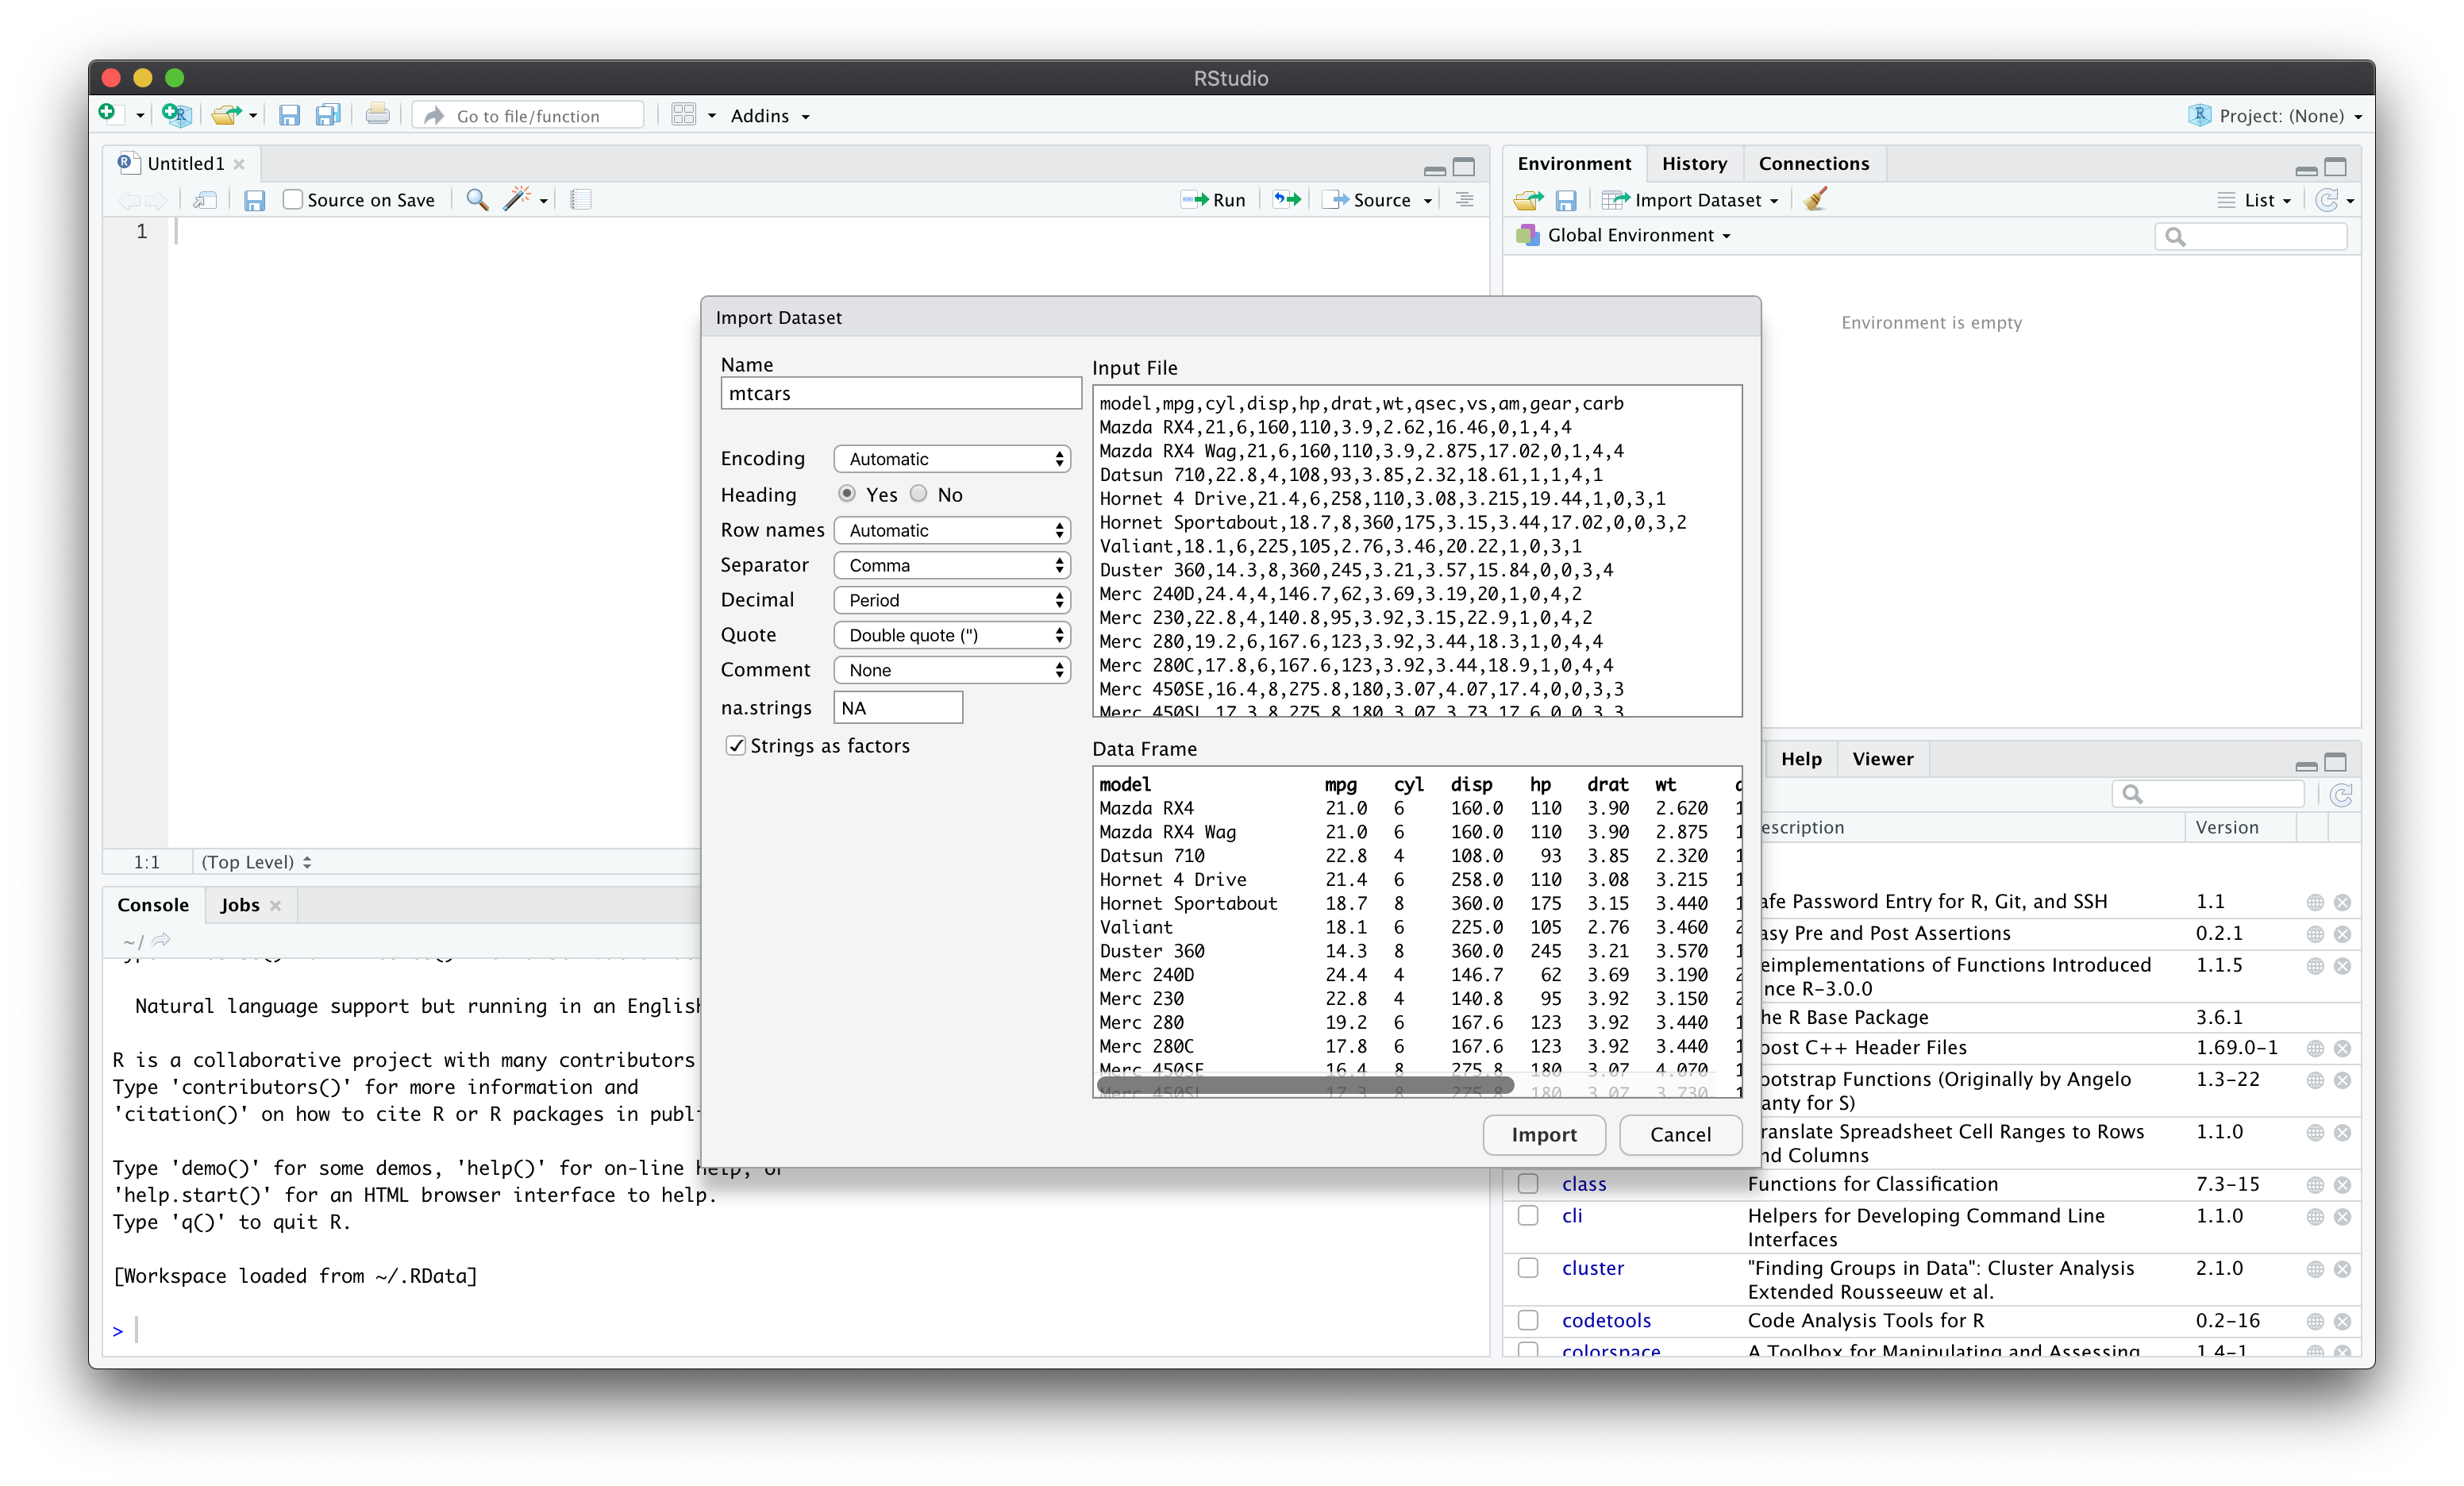 RStudio
Go to file/function
Addins
Project: (None)
Untitled1
Source on Save
Run
Source
1
1:1
(Top Level)
Environment
History
Connections
Import Dataset
List
Global Environment
Environment is empty
Import Dataset
Name
mtcars
Encoding Automatic
Heading Yes No
Row names Automatic
Separator Comma
Decimal Period
Quote Double quote (")
Comment None
na.strings NA
Strings as factors
Input File
model,mpg,cyl,disp,hp,drat,wt,qsec,vs,am,gear,carb
Mazda RX4,21,6,160,110,3.9,2.62,16.46,0,1,4,4
Mazda RX4 Wag,21,6,160,110,3.9,2.875,17.02,0,1,4,4
Datsun 710,22.8,4,108,93,3.85,2.32,18.61,1,1,4,1
Hornet 4 Drive,21.4,6,258,110,3.08,3.215,19.44,1,0,3,1
Hornet Sportabout,18.7,8,360,175,3.15,3.44,17.02,0,0,3,2
Valiant,18.1,6,225,105,2.76,3.46,20.22,1,0,3,1
Duster 360,14.3,8,360,245,3.21,3.57,15.84,0,0,3,4
Merc 240D,24.4,4,146.7,62,3.69,3.19,20,1,0,4,2
Merc 230,22.8,4,140.8,95,3.92,3.15,22.9,1,0,4,2
Merc 280,19.2,6,167.6,123,3.92,3.44,18.3,1,0,4,4
Merc 280C,17.8,6,167.6,123,3.92,3.44,18.9,1,0,4,4
Merc 450SE,16.4,8,275.8,180,3.07,4.07,17.4,0,0,3,3
Merc 450SL,17.3,8,275.8,180,3.07,3.73,17.6,0,0,3,3
Data Frame
model mpg cyl disp hp drat wt
Mazda RX4 21.0 6 160.0 110 3.90 2.620
Mazda RX4 Wag 21.0 6 160.0 110 3.90 2.875
Datsun 710 22.8 4 108.0 93 3.85 2.320
Hornet 4 Drive 21.4 6 258.0 110 3.08 3.215
Hornet Sportabout 18.7 8 360.0 175 3.15 3.440
Valiant 18.1 6 225.0 105 2.76 3.460
Duster 360 14.3 8 360.0 245 3.21 3.570
Merc 240D 24.4 4 146.7 62 3.69 3.190
Merc 230 22.8 4 140.8 95 3.92 3.150
Merc 280 19.2 6 167.6 123 3.92 3.440
Merc 280C 17.8 6 167.6 123 3.92 3.440
Merc 450SE 16.4 8 275.8 180 3.07 4.070
Merc 450SL 17.3 8 275.8 180 3.07 3.730
Import
Cancel
Console
Jobs
~/
Natural language support but running in an English
R is a collaborative project with many contributors
Type 'contributors()' for more information and
'citation()' on how to cite R or R packages in publ
Type 'demo()' for some demos, 'help()' for on-line help, or
'help.start()' for an HTML browser interface to help.
Type 'q()' to quit R.
[Workspace loaded from ~/.RData]
>
Help
Viewer
escription Version
afe Password Entry for R, Git, and SSH 1.1
asy Pre and Post Assertions 0.2.1
eimplementations of Functions Introduced 1.1.5
nce R-3.0.0
he R Base Package 3.6.1
oost C++ Header Files 1.69.0-1
ootstrap Functions (Originally by Angelo 1.3-22
anty for S)
ranslate Spreadsheet Cell Ranges to Rows 1.1.0
nd Columns
class Functions for Classification 7.3-15
cli Helpers for Developing Command Line 1.1.0
Interfaces
cluster "Finding Groups in Data": Cluster Analysis 2.1.0
Extended Rousseeuw et al.
codetools Code Analysis Tools for R 0.2-16
colorspace A Toolbox for Manipulating and Assessing 1.4-1